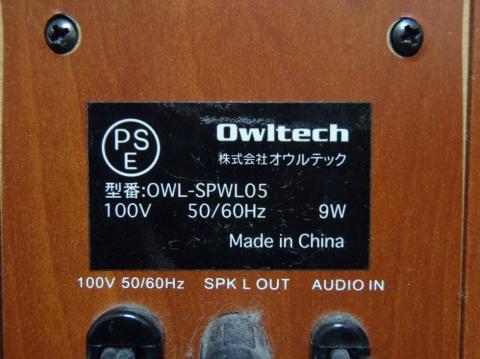 PS
E
Owltech
株式会社オウルテック
型番:OWL-SPWL05
100V 50/60Hz 9W
Made in China
100V 50/60Hz SPK L OUT AUDIO IN